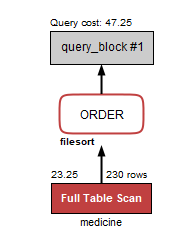 Query cost: 47.25
query_block #1
ORDER
filesort
23.25 230 rows
Full Table Scan
medicine